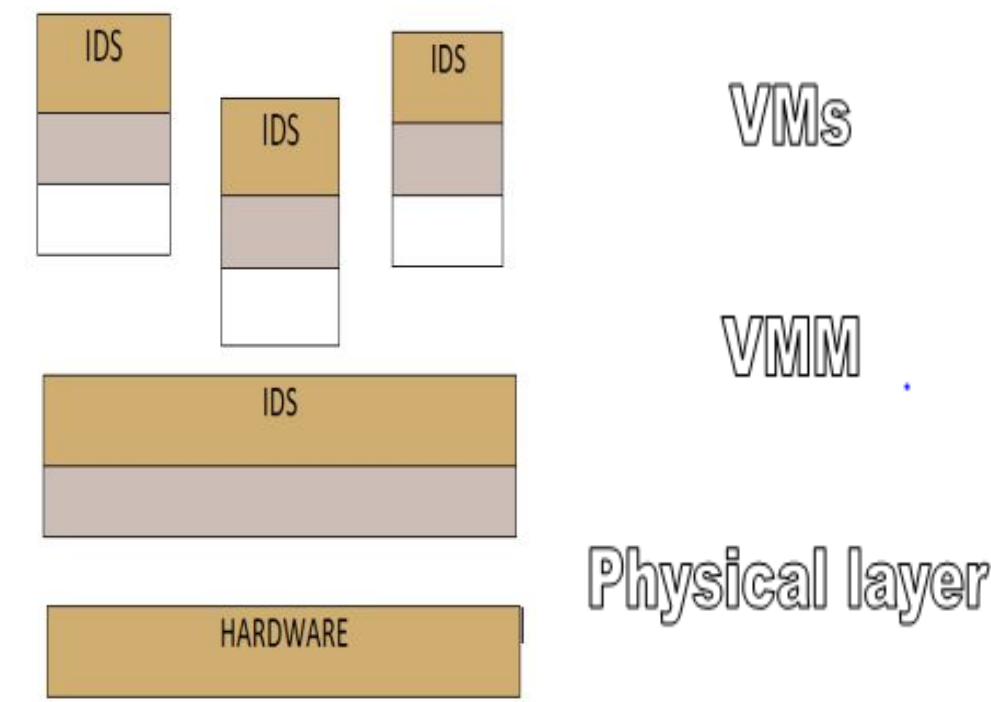 IDS
IDS
IDS
VMs
VMM
IDS
Physical layer
HARDWARE